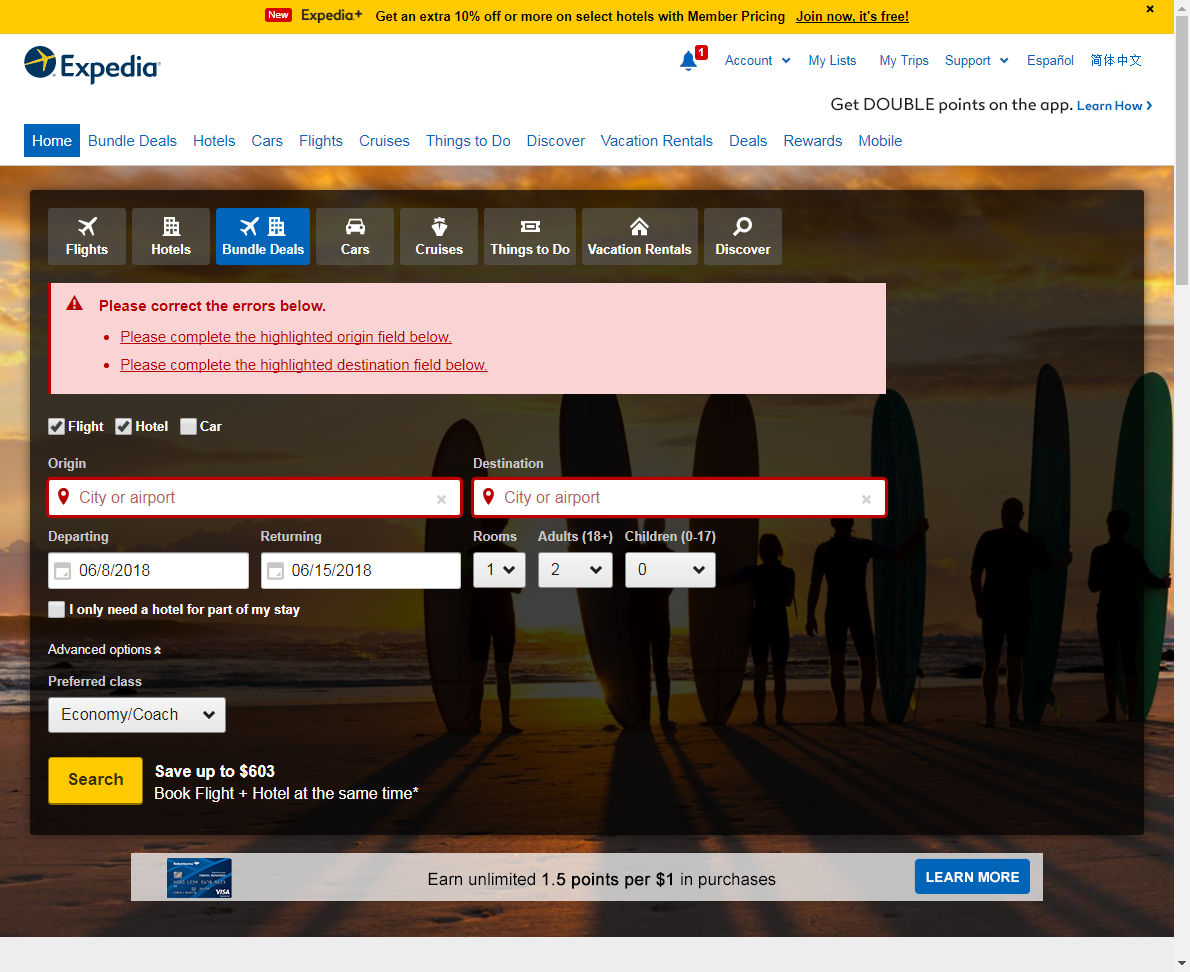 New Expedia+ Get an extra 10% off or more on select hotels with Member Pricing Join now, it's free!
Expedia
1 Account My Lists My Trips Support Español 简体中文
Get DOUBLE points on the app. Learn How
Home Bundle Deals Hotels Cars Flights Cruises Things to Do Discover Vacation Rentals Deals Rewards Mobile
Flights Hotels Bundle Deals Cars Cruises Things to Do Vacation Rentals Discover
Please correct the errors below.
• Please complete the highlighted origin field below.
• Please complete the highlighted destination field below.
Flight Hotel Car
Origin Destination
City or airport × City or airport ×
Departing Returning Rooms Adults (18+) Children (0-17)
06/8/2018 06/15/2018 1 2 0
I only need a hotel for part of my stay
Advanced options
Preferred class
Economy/Coach
Search Save up to $603
Book Flight + Hotel at the same time*
Earn unlimited 1.5 points per $1 in purchases LEARN MORE
VISA